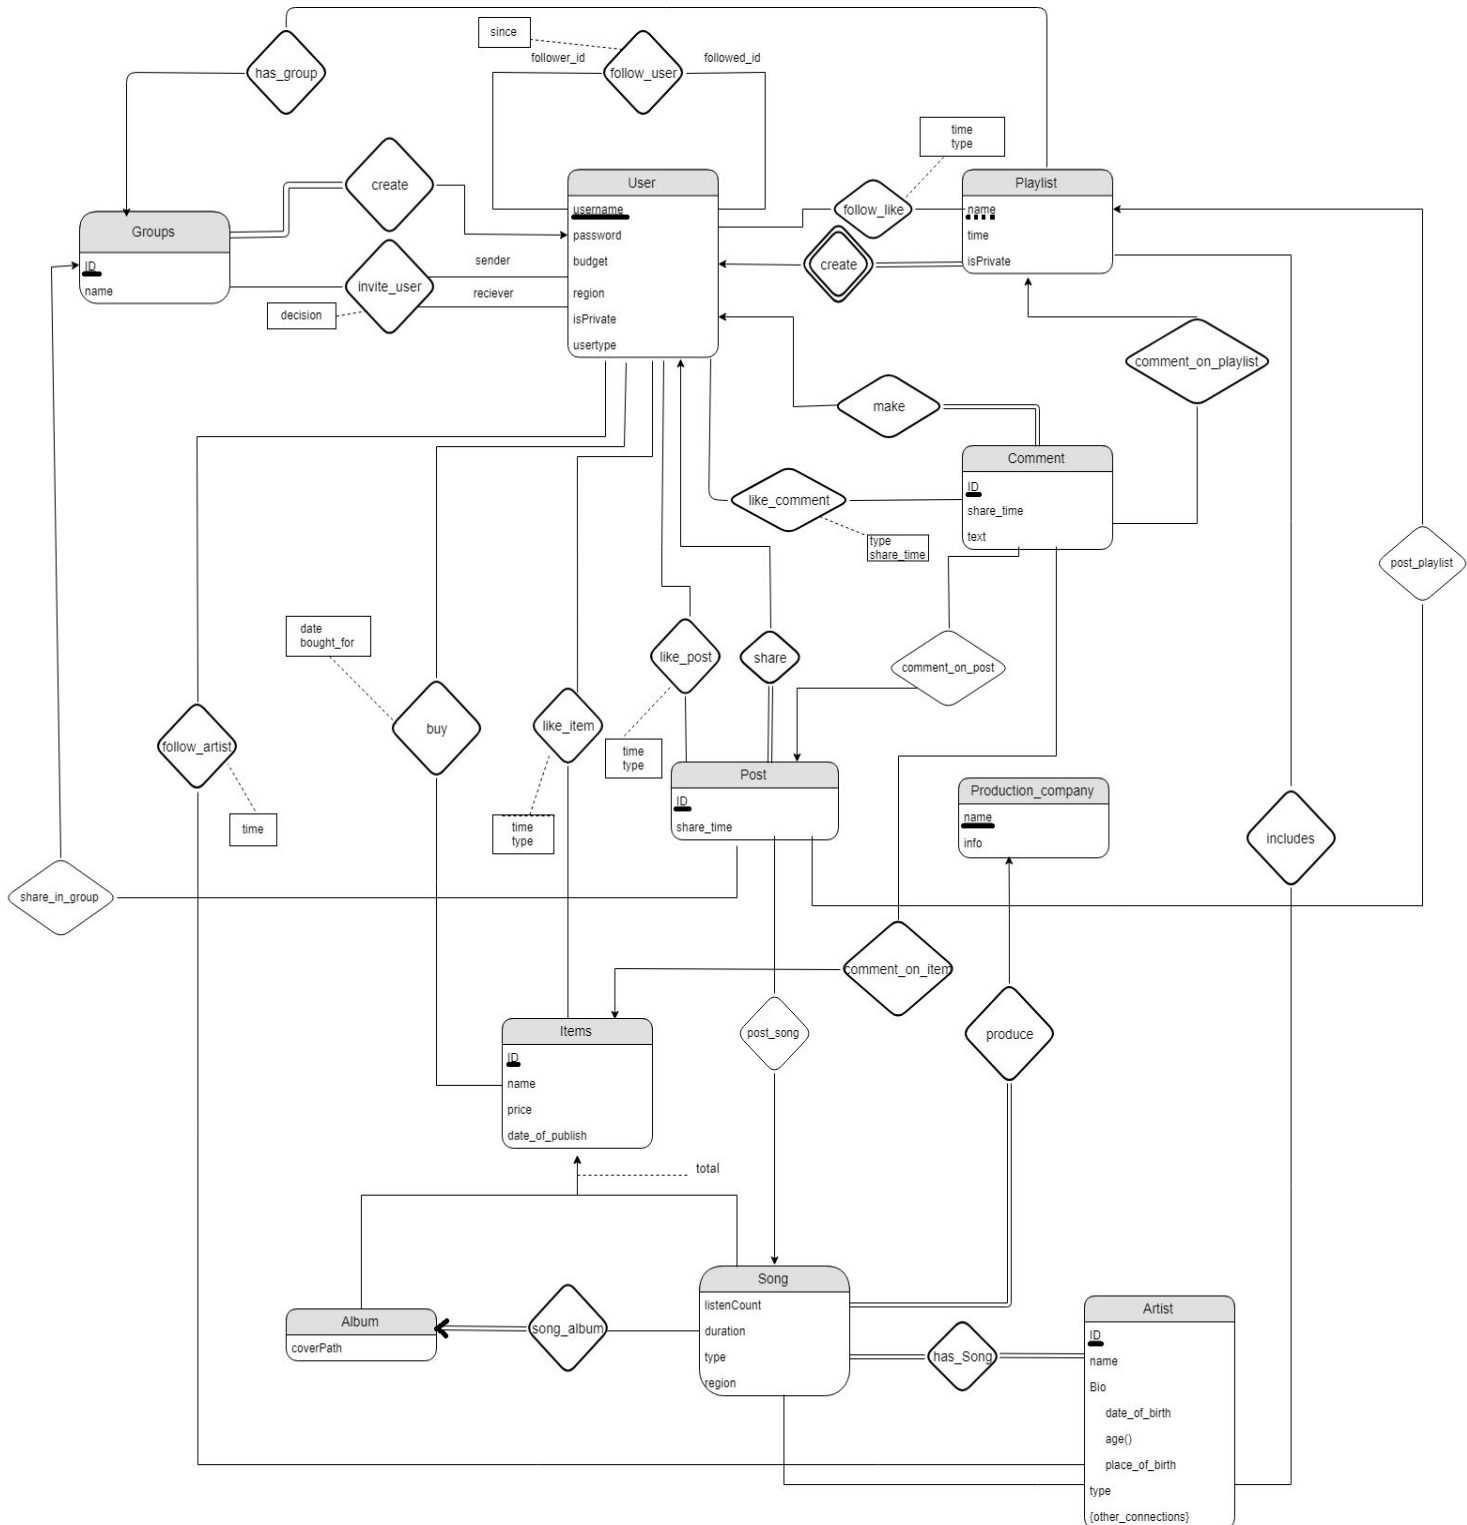 since
follower_id
followed_id
has_group
follow_user
time
type
create
User
Playlist
username
password
budget
region
isPrivate
usertype
follow_like
name
time
isPrivate
Groups
ID
name
sender
reciever
invite_user
decision
create
comment_on_playlist
make
Comment
ID
share_time
text
like_comment
type
share_time
post_playlist
date
bought_for
like_post
share
comment_on_post
follow_artist
buy
like_item
time
type
time
type
time
Post
ID
share_time
Production_company
name
info
includes
share_in_group
comment_on_item
post_song
produce
Items
ID
name
price
date_of_publish
total
Song
listenCount
duration
type
region
Album
coverPath
song_album
has_Song
Artist
ID
name
Bio
date_of_birth
age()
place_of_birth
type
{other_connections}